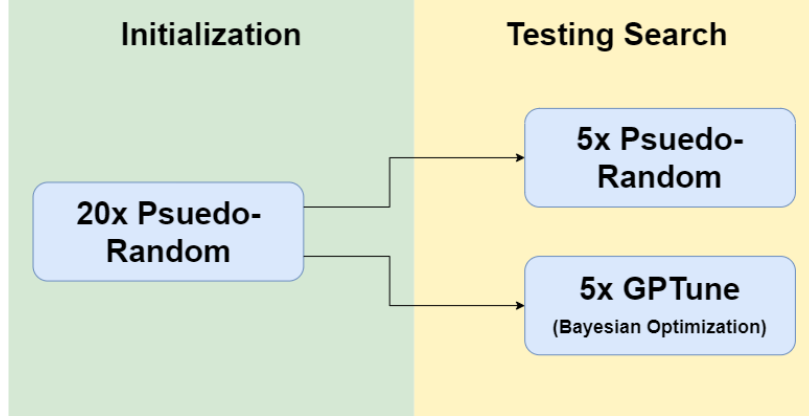 Initialization
Testing Search
20x Psuedo-
Random
5x Psuedo-
Random
5x GPTune
(Bayesian Optimization)